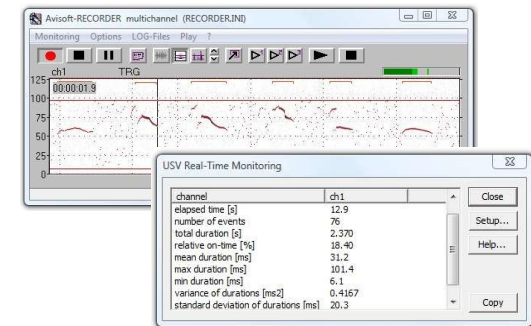 Avisoft-RECORDER multichannel (RECORDER.INI)
Monitoring Options LOG-Files Play ?
ch1 TRG
125
00:00:01.9
100
75
50
25
0
USV Real-Time Monitoring
channel ch1
elapsed time [s] 12.9
number of events 76
total duration [s] 2.370
relative on-time [%] 18.40
mean duration [ms] 31.2
max duration [ms] 101.4
min duration [ms] 6.1
variance of durations [ms2] 0.4167
standard deviation of durations [ms] 20.3
Close
Setup...
Help...
Copy